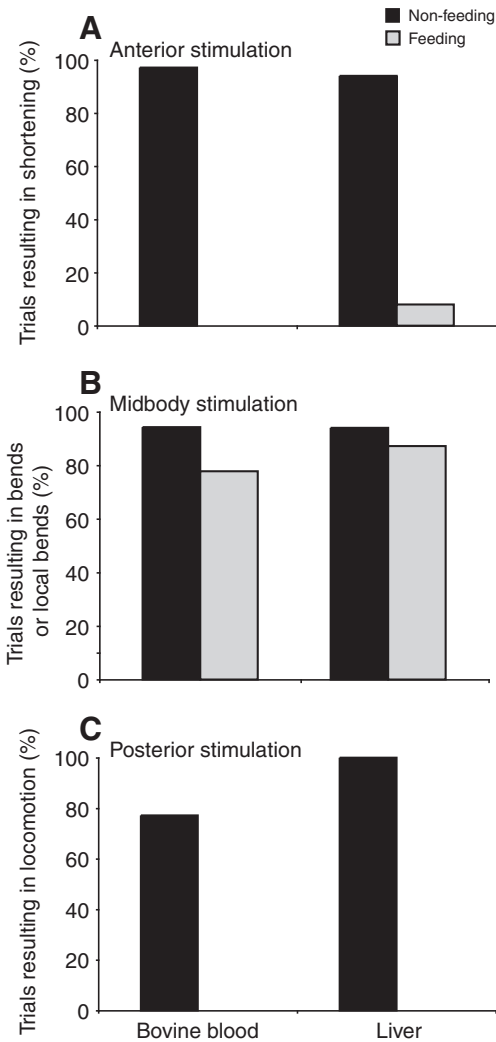 Non-feeding
Feeding
A
Anterior stimulation
Trials resulting in shortening (%)
100
80
60
40
20
0
B
Midbody stimulation
Trials resulting in bends
or local bends (%)
100
80
60
40
20
0
C
Posterior stimulation
Trials resulting in locomotion (%)
100
80
60
40
20
0
Bovine blood
Liver